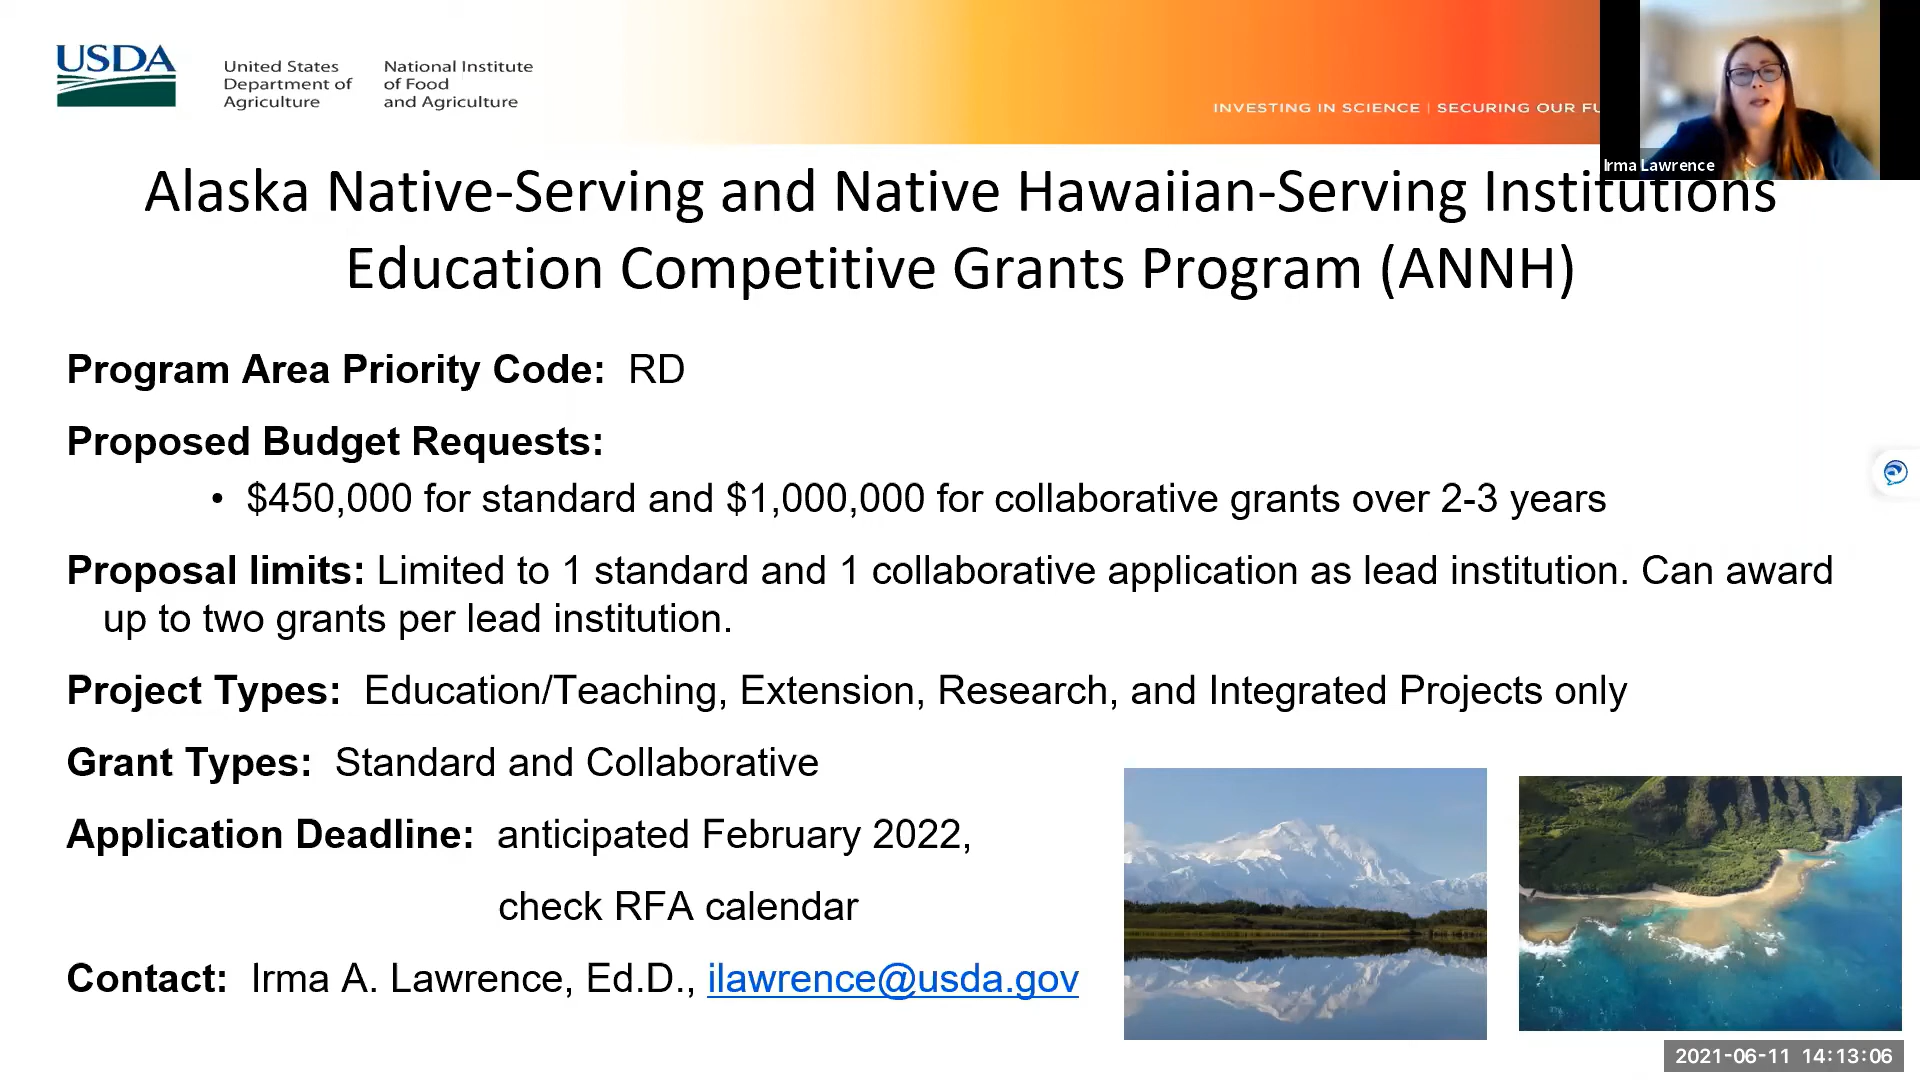 USDA
United States
Department of
Agriculture
National Institute
of Food
and Agriculture
INVESTING IN SCIENCE | SECURING OUR
Irma Lawrence
Alaska Native-Serving and Native Hawaiian-Serving Institutions
Education Competitive Grants Program (ANNH)
Program Area Priority Code: RD
Proposed Budget Requests:
• $450,000 for standard and $1,000,000 for collaborative grants over 2-3 years
Proposal limits: Limited to 1 standard and 1 collaborative application as lead institution. Can award
up to two grants per lead institution.
Project Types: Education/Teaching, Extension, Research, and Integrated Projects only
Grant Types: Standard and Collaborative
Application Deadline: anticipated February 2022,
check RFA calendar
Contact: Irma A. Lawrence, Ed.D., ilawrence@usda.gov
2021-06-11 14:13:06